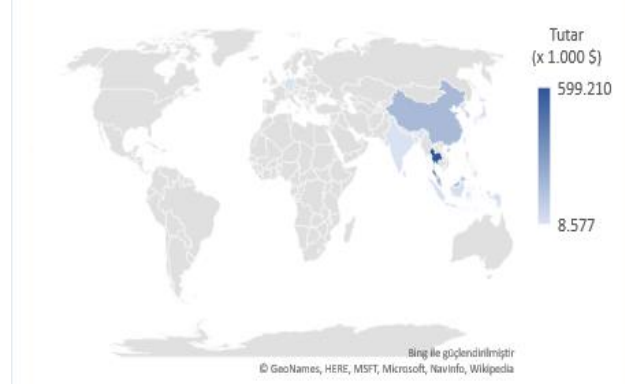 Tutar
(x 1.000 $)
599.210
8.577
Bing ile güçlendirilmiştir
© GeoNames, HERE, MSFT, Microsoft, NavInfo, Wikipedia